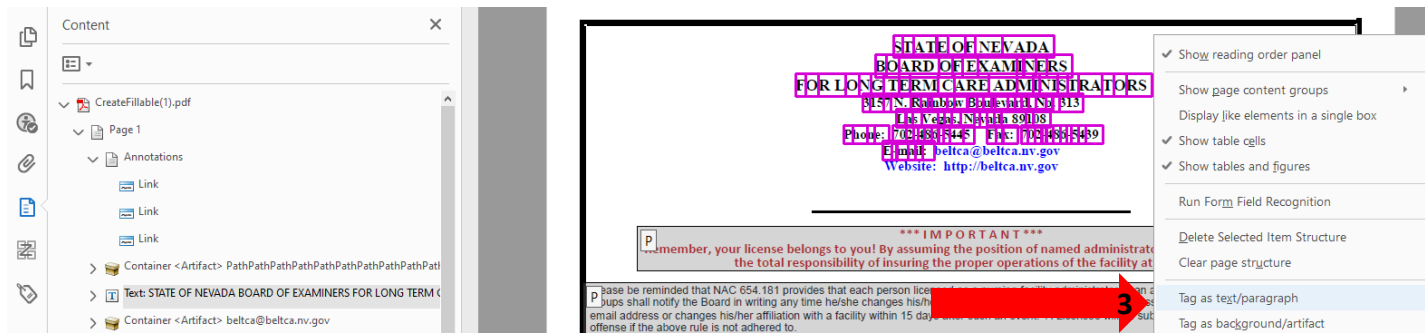 Content
CreateFillable(1).pdf
Page 1
Annotations
Link
Link
Link
Container <Artifact> PathPathPathPathPathPathPathPathPath
Text: STATE OF NEVADA BOARD OF EXAMINERS FOR LONG TERM
Container <Artifact> beltca@beltca.nv.gov
STATE OF NEVADA
BOARD OF EXAMINERS
FOR LONG TERM CARE ADMINISTRATORS
3157 N. Rainbow Boulevard, No. 313
Las Vegas, Nevada 89108
Phone: 702-486-5445 Fax: 702-486-5439
E-mail: beltca@beltca.nv.gov
Website: http://beltca.nv.gov
*** I M P O R T A N T ***
P
Remember, your license belongs to you! By assuming the position of named administrato
the total responsibility of insuring the proper operations of the facility at
P
ease be reminded that NAC 654.181 provides that each person
oups shall notify the Board in writing any time he/she changes his/
email address or changes his/her affiliation with a facility within 15 day
offense if the above rule is not adhered to.
3
Show reading order panel
Show page content groups
Display like elements in a single box
Show table cells
Show tables and figures
Run Form Field Recognition
Delete Selected Item Structure
Clear page structure
Tag as text/paragraph
Tag as background/artifact